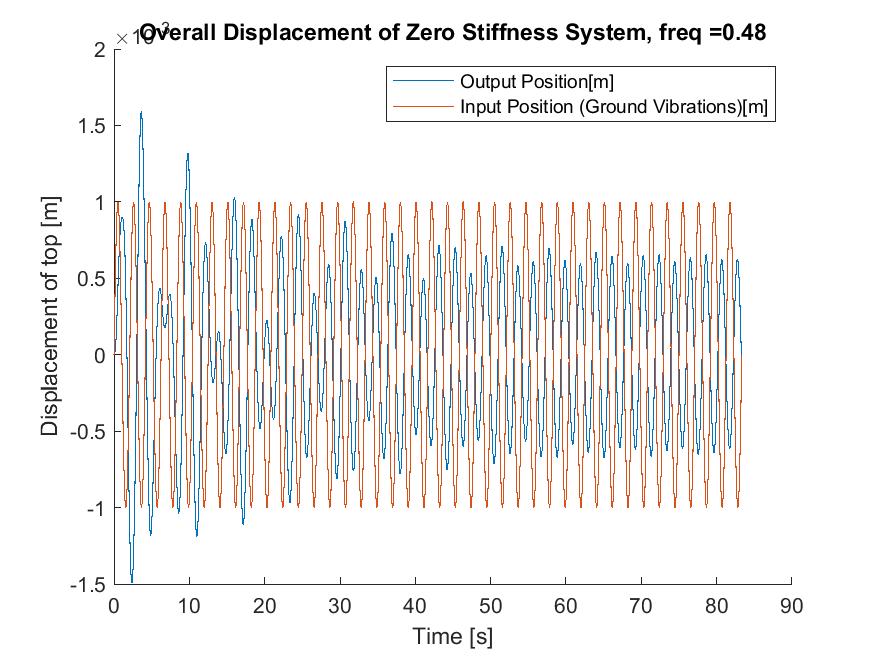 ×10⁻³
Overall Displacement of Zero Stiffness System, freq =0.48
Output Position[m]
Input Position (Ground Vibrations)[m]
2
1.5
1
0.5
0
-0.5
-1
-1.5
Displacement of top [m]
0 10 20 30 40 50 60 70 80 90
Time [s]